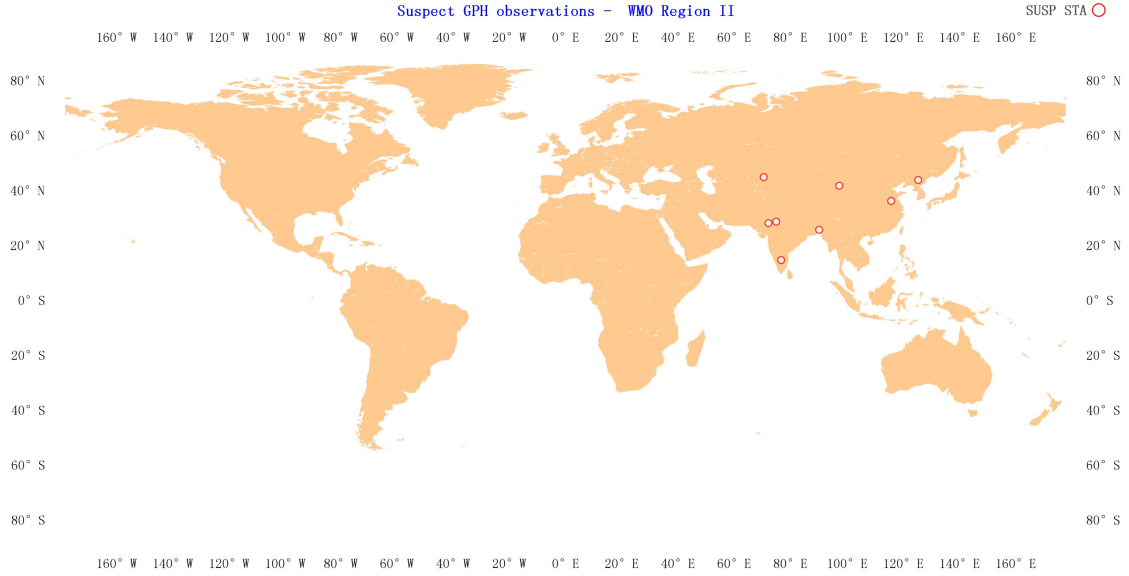 Suspect GPH observations - WMO Region II
SUSP STA
160° W 140° W 120° W 100° W 80° W 60° W 40° W 20° W 0° E 20° E 40° E 60° E 80° E 100° E 120° E 140° E 160° E
80° N 80° N
60° N 60° N
40° N 40° N
20° N 20° N
0° S 0° S
20° S 20° S
40° S 40° S
60° S 60° S
80° S 80° S
160° W 140° W 120° W 100° W 80° W 60° W 40° W 20° W 0° E 20° E 40° E 60° E 80° E 100° E 120° E 140° E 160° E